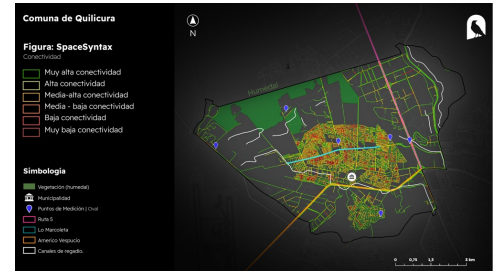 Comuna de Quilicura
Figura: SpaceSyntax
Conectividad
Muy alta conectividad
Alta conectividad
Media-alta conectividad
Media - baja conectividad
Baja conectividad
Muy baja conectividad
Simbología
Vegetación (humedal)
Municipalidad
Puntos de Medición | Oval
Ruta 5
Lo Marcoleta
Americo Vespucio
Canales de regadio.
N
Humedal
0 0,75 1,5 3 km